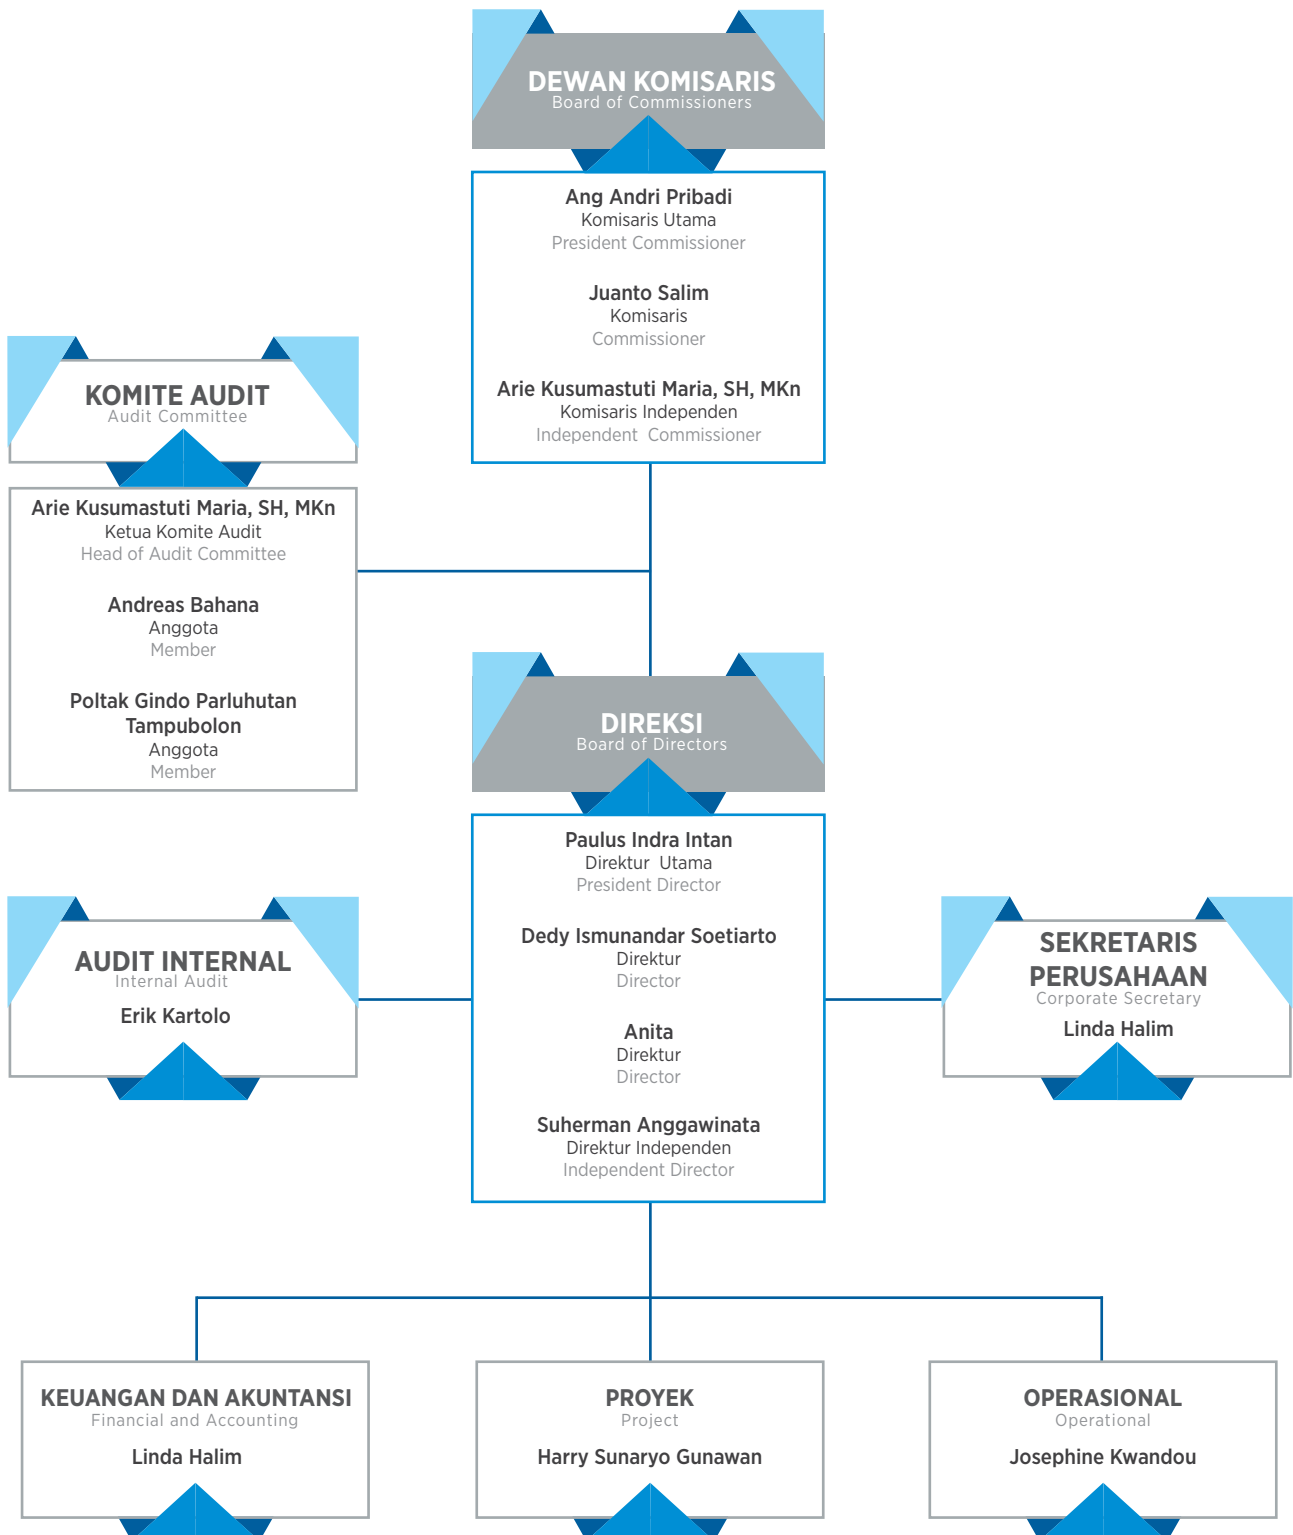 DEWAN KOMISARIS
Board of Commissioners
Ang Andri Pribadi
Komisaris Utama
President Commissioner
Juanto Salim
Komisaris
Commissioner
Arie Kusumastuti Maria, SH, MKn
Komisaris Independen
Independent Commissioner
KOMITE AUDIT
Audit Committee
Arie Kusumastuti Maria, SH, MKn
Ketua Komite Audit
Head of Audit Committee
Andreas Bahana
Anggota
Member
Poltak Gindo Parluhutan
Tampubolon
Anggota
Member
DIREKSI
Board of Directors
Paulus Indra Intan
Direktur Utama
President Director
Dedy Ismunandar Soetiarto
Direktur
Director
Anita
Direktur
Director
Suherman Anggawinata
Direktur Independen
Independent Director
AUDIT INTERNAL
Internal Audit
Erik Kartolo
SEKRETARIS
PERUSAHAAN
Corporate Secretary
Linda Halim
KEUANGAN DAN AKUNTANSI
Financial and Accounting
Linda Halim
PROYEK
Project
Harry Sunaryo Gunawan
OPERASIONAL
Operational
Josephine Kwandou